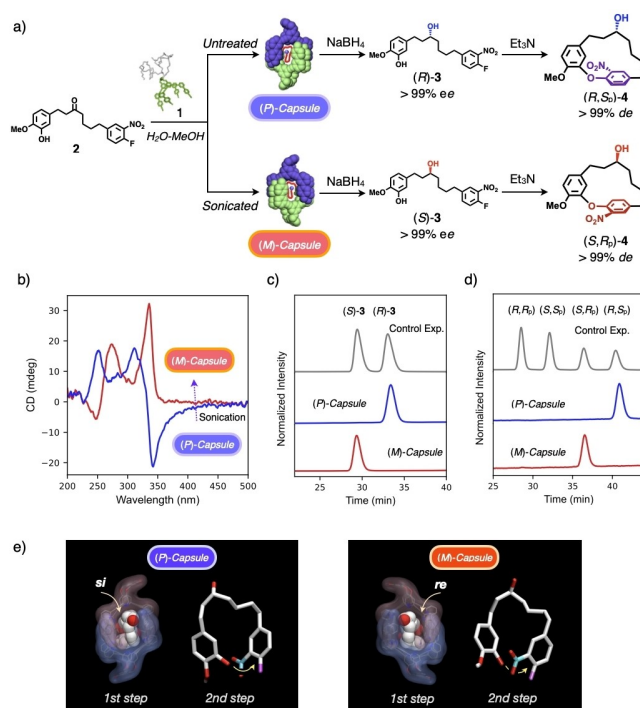 a)
OH
Untreated
NaBH4
Et3N
OH
HO
MeO
NO2
F
O2N
MeO
O
(P)-Capsule
(R)-3
> 99% ee
(R,Sp)-4
> 99% de
1
O
MeO
OH
NO2
F
2
H2O-MeOH
OH
OH
Sonicated
NaBH4
Et3N
MeO
OH
NO2
F
MeO
O
O2N
(M)-Capsule
(S)-3
> 99% ee
(S,Rp)-4
> 99% de
b)
c)
d)
CD (mdeg)
30
20
10
0
−10
−20
(M)-Capsule
Sonication
(P)-Capsule
200 250 300 350 400 450 500
Wavelength (nm)
Normalized Intensity
(S)-3 (R)-3
Control Exp.
(P)-Capsule
(M)-Capsule
25 30 35 40
Time (min)
Normalized Intensity
(R,Rp) (S,Sp) (S,Rp) (R,Sp)
Control Exp.
(P)-Capsule
(M)-Capsule
25 30 35 40
Time (min)
e)
(P)-Capsule
si
1st step
2nd step
(M)-Capsule
re
1st step
2nd step